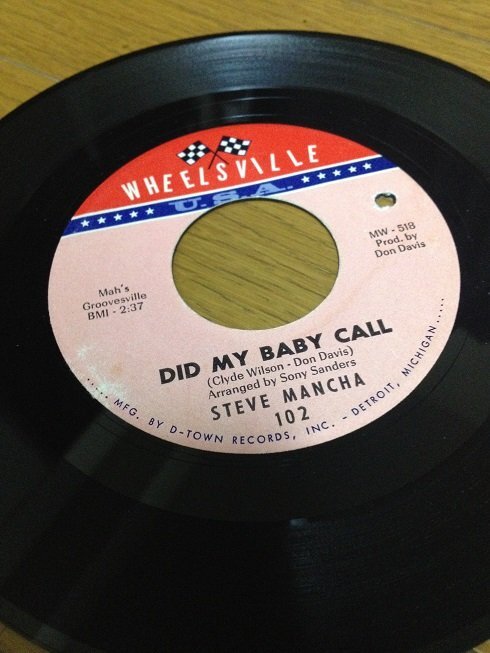 WHEELSVILLE
U.S.A.
Mah's
Groovesville
BMI - 2:37
MW - 518
Prod. by
Don Davis
DID MY BABY CALL
(Clyde Wilson - Don Davis)
Arranged by Sony Sanders
STEVE MANCHA
102
..... MFG. BY D-TOWN RECORDS, INC. - DETROIT, MICHIGAN .....